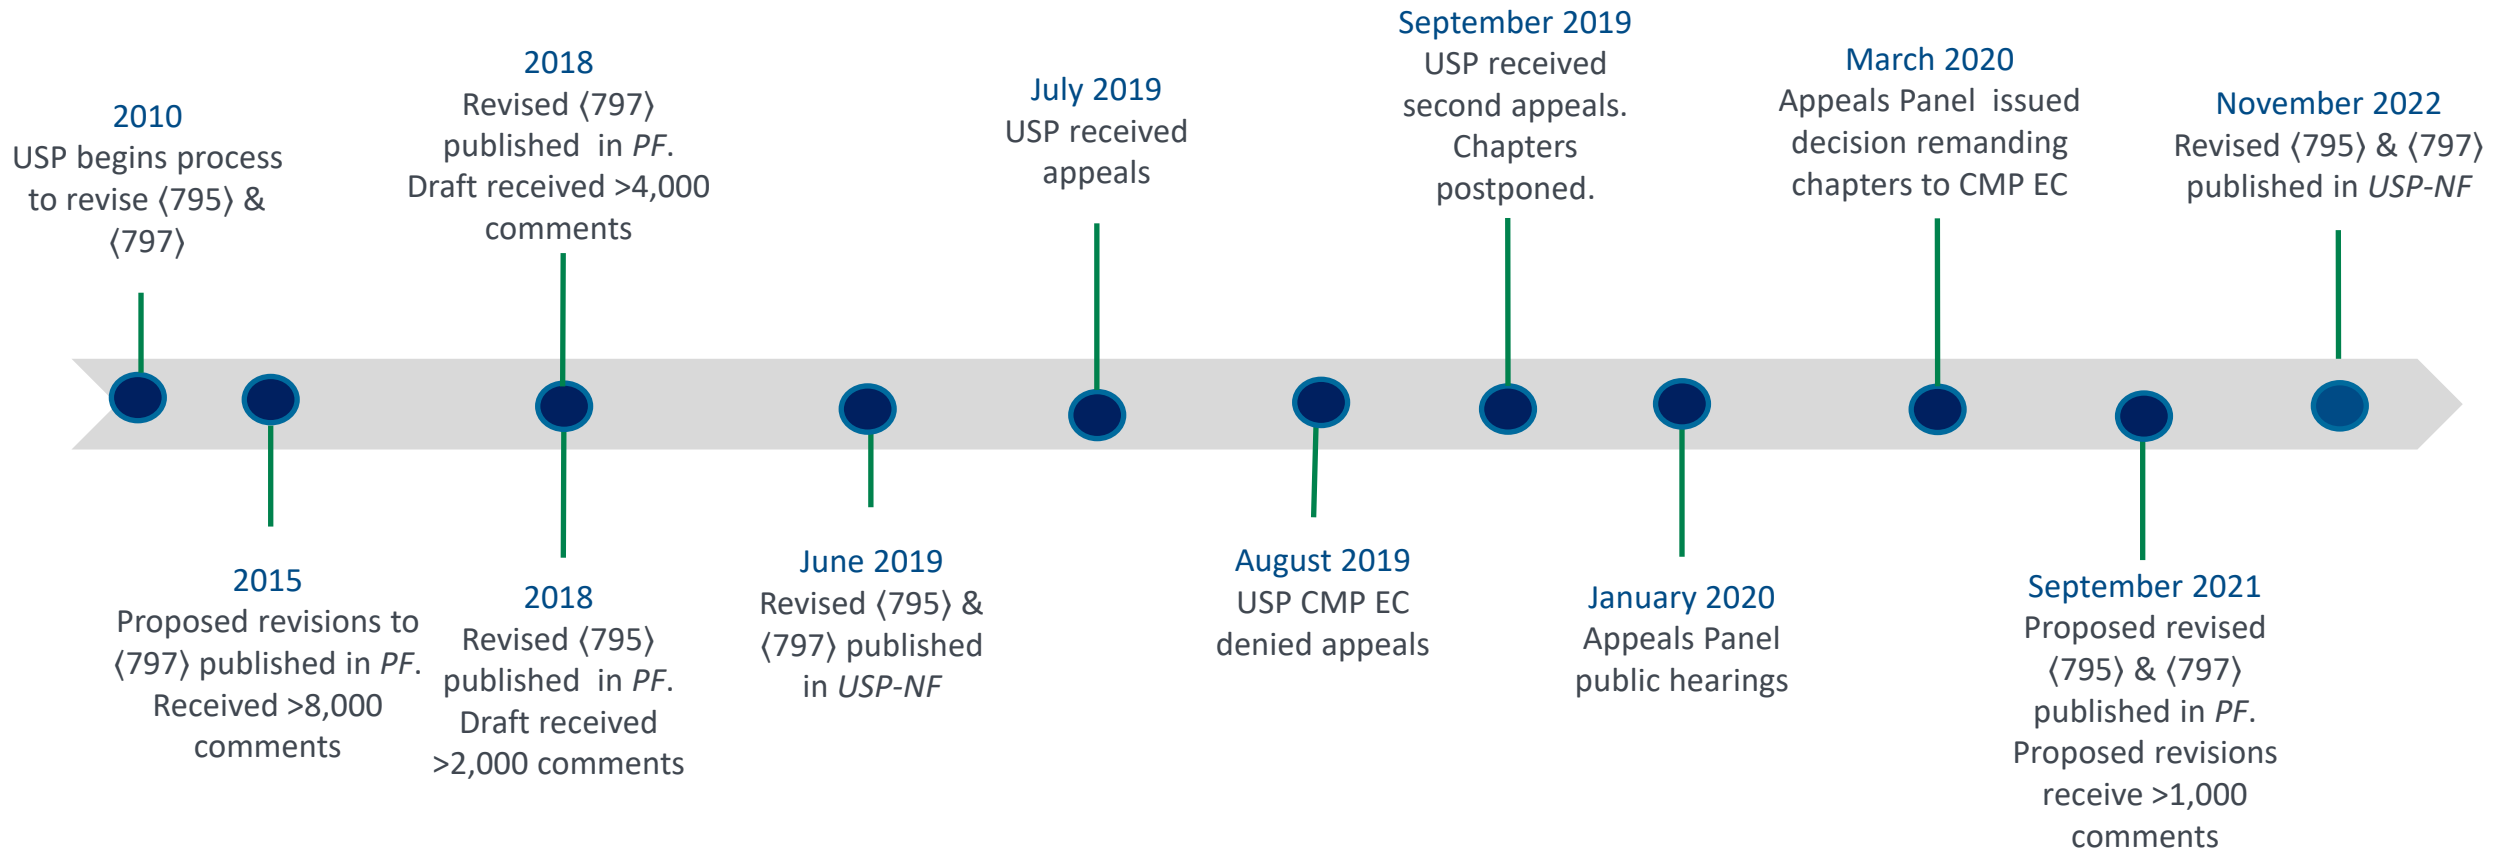 2010
USP begins process
to revise ⟨795⟩ &
⟨797⟩
2015
Proposed revisions to
⟨797⟩ published in PF.
Received >8,000
comments
2018
Revised ⟨797⟩
published in PF.
Draft received >4,000
comments
2018
Revised ⟨795⟩
published in PF.
Draft received
>2,000 comments
June 2019
Revised ⟨795⟩ &
⟨797⟩ published
in USP-NF
July 2019
USP received
appeals
August 2019
USP CMP EC
denied appeals
September 2019
USP received
second appeals.
Chapters
postponed.
January 2020
Appeals Panel
public hearings
March 2020
Appeals Panel issued
decision remanding
chapters to CMP EC
September 2021
Proposed revised
⟨795⟩ & ⟨797⟩
published in PF.
Proposed revisions
receive >1,000
comments
November 2022
Revised ⟨795⟩ & ⟨797⟩
published in USP-NF